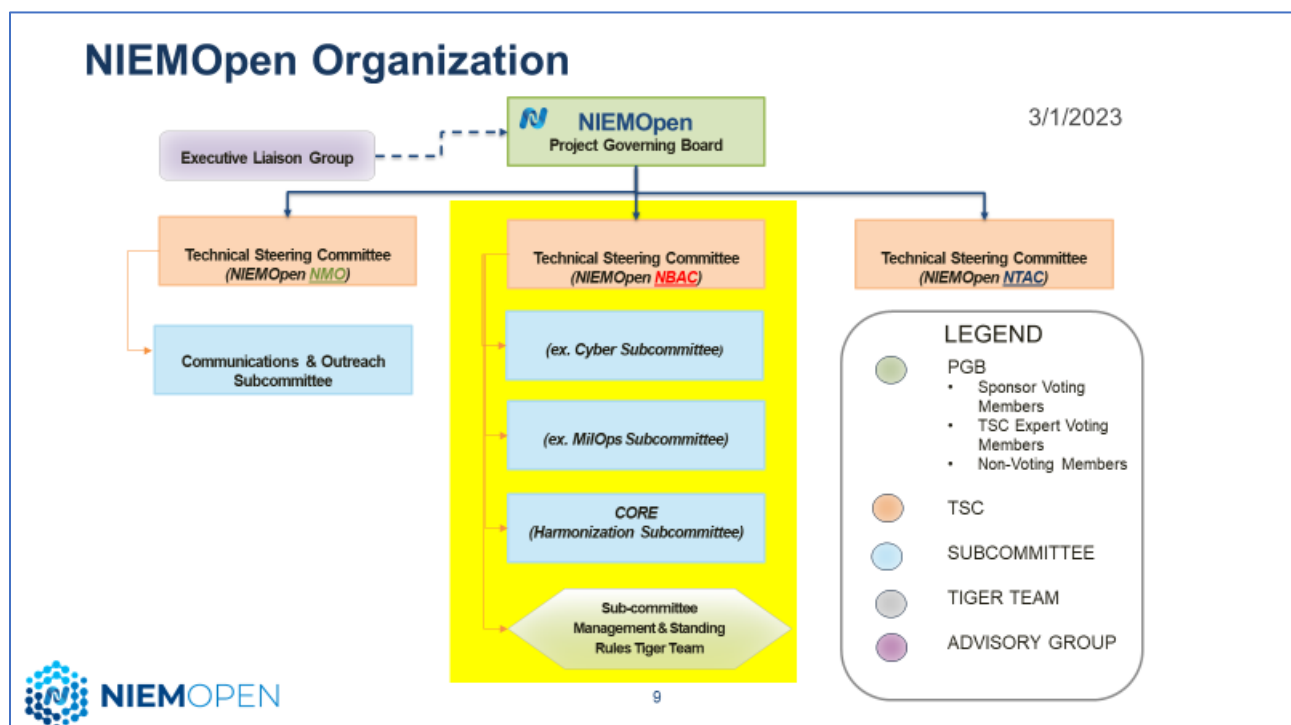 NIEMOpen Organization
3/1/2023
NIEMOpen
Project Governing Board
Executive Liaison Group
Technical Steering Committee
(NIEMOpen NMO)
Technical Steering Committee
(NIEMOpen NBAC)
Technical Steering Committee
(NIEMOpen NTAC)
Communications & Outreach
Subcommittee
(ex. Cyber Subcommittee)
(ex. MilOps Subcommittee)
CORE
(Harmonization Subcommittee)
Sub-committee
Management & Standing
Rules Tiger Team
LEGEND
PGB
• Sponsor Voting
Members
• TSC Expert Voting
Members
• Non-Voting Members
TSC
SUBCOMMITTEE
TIGER TEAM
ADVISORY GROUP
NIEMOPEN
9